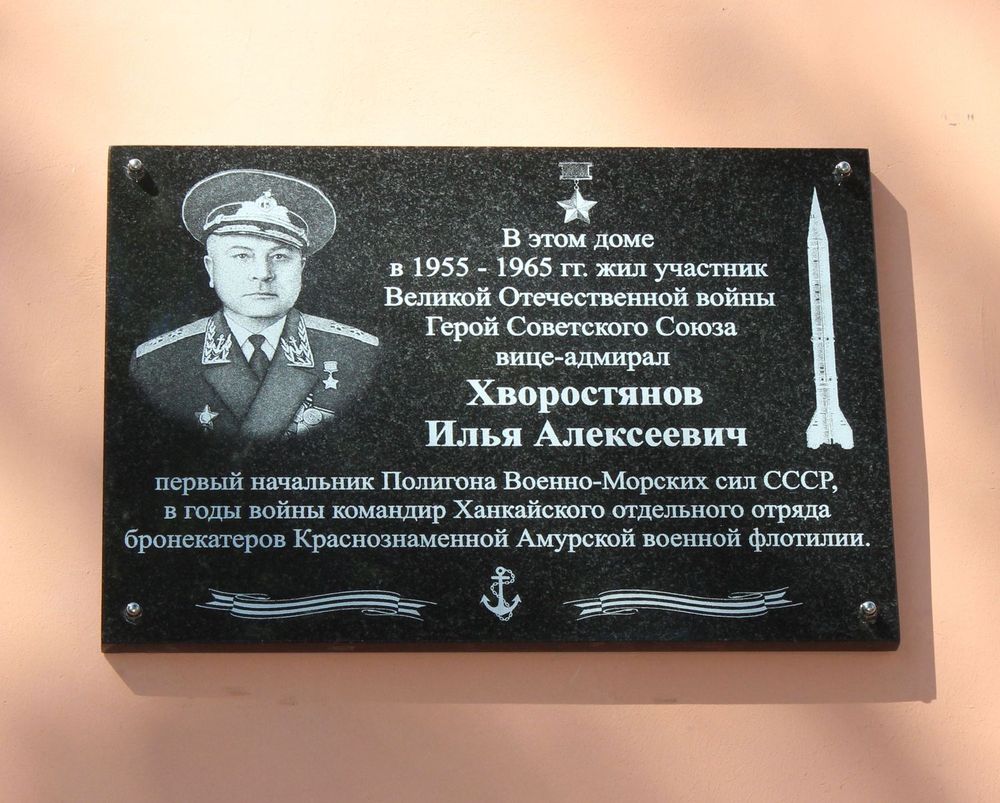 В этом доме
в 1955 - 1965 гг. жил участник
Великой Отечественной войны
Герой Советского Союза
вице-адмирал
Хворостянов
Илья Алексеевич
первый начальник Полигона Военно-Морских сил СССР,
в годы войны командир Ханкайского отдельного отряда
бронекатеров Краснознаменной Амурской военной флотилии.